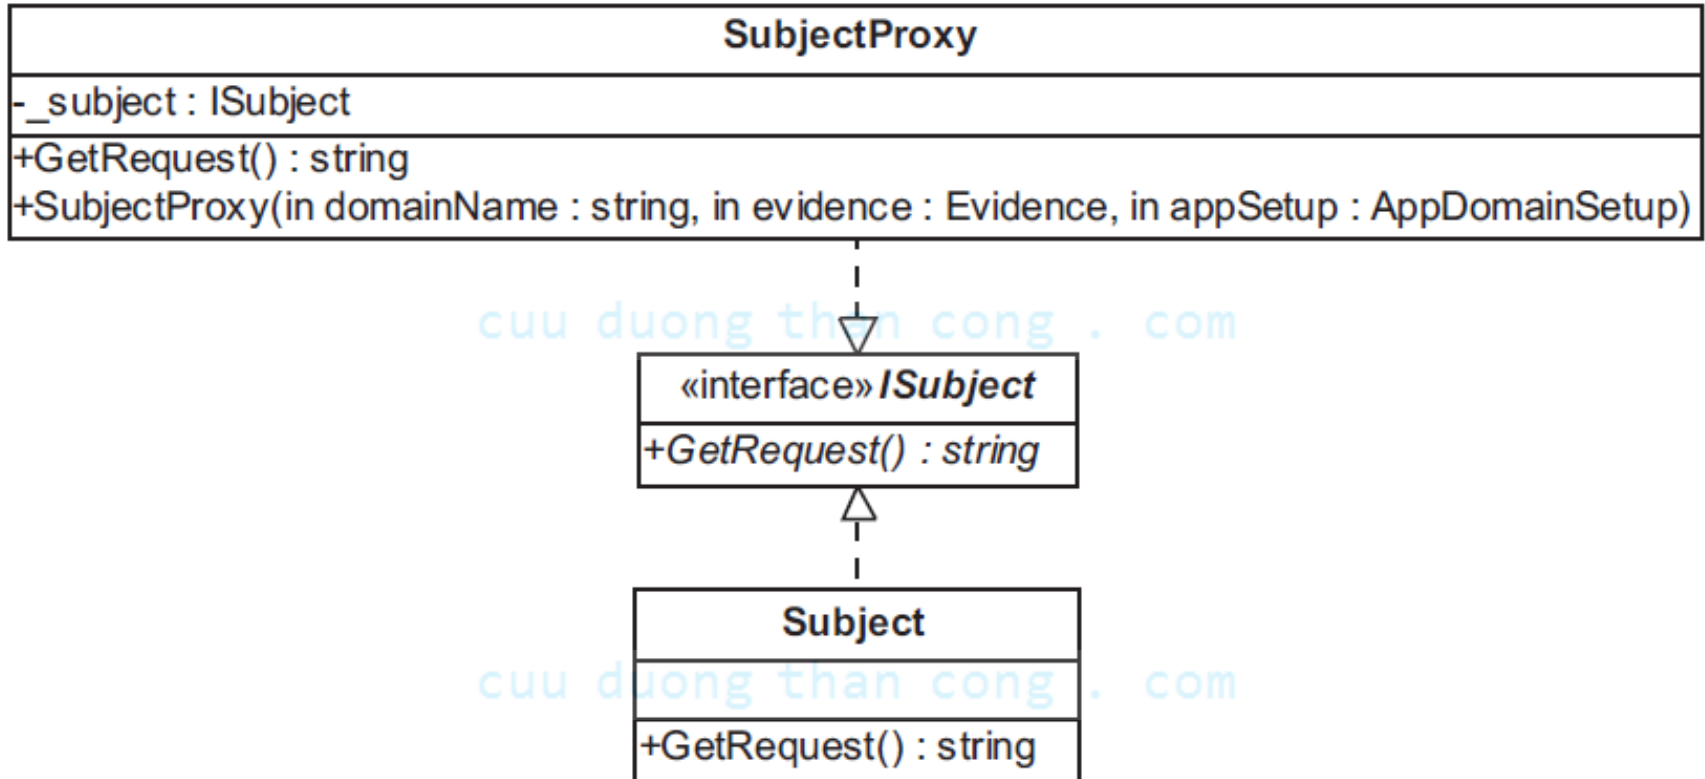 SubjectProxy
-_subject : ISubject
+GetRequest() : string
+SubjectProxy(in domainName : string, in evidence : Evidence, in appSetup : AppDomainSetup)
cuu duong than cong . com
«interface» ISubject
+GetRequest() : string
Subject
cuu duong than cong . com
+GetRequest() : string